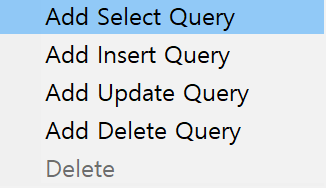 Add Select Query
Add Insert Query
Add Update Query
Add Delete Query
Delete